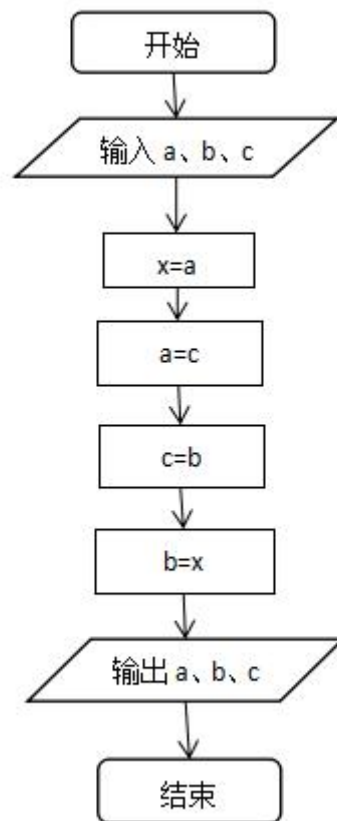 开始
输入 a、b、c
x=a
a=c
c=b
b=x
输出 a、b、c
结束